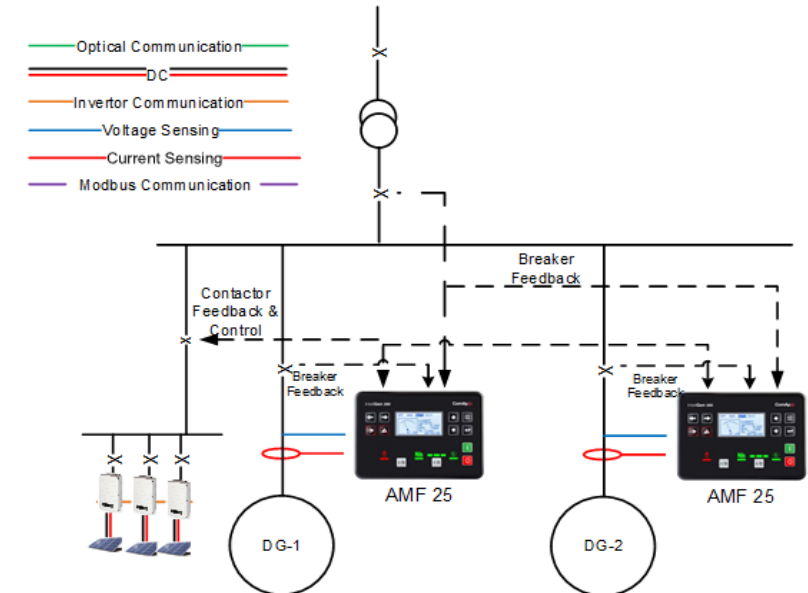 Optical Communication
DC
Invertor Communication
Voltage Sensing
Current Sensing
Modbus Communication
Breaker
Feedback
Contactor
Feedback &
Control
Breaker
Feedback
Breaker
Feedback
AMF 25
AMF 25
DG-1
DG-2